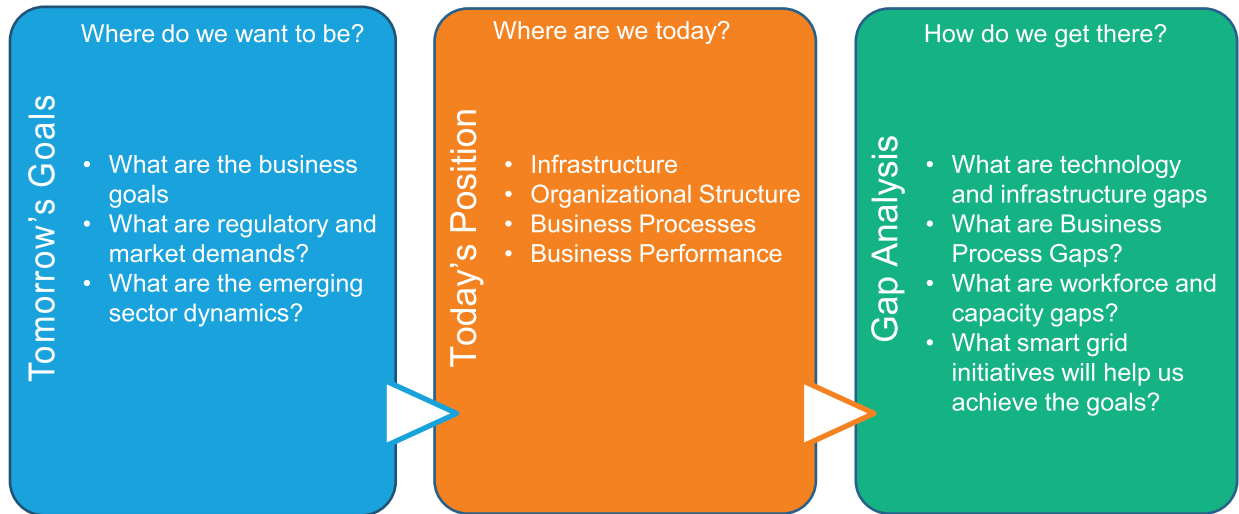 Where do we want to be?
Tomorrow's Goals
• What are the business
goals
• What are regulatory and
market demands?
• What are the emerging
sector dynamics?
Where are we today?
Today's Position
• Infrastructure
• Organizational Structure
• Business Processes
• Business Performance
How do we get there?
Gap Analysis
• What are technology
and infrastructure gaps
• What are Business
Process Gaps?
• What are workforce and
capacity gaps?
• What smart grid
initiatives will help us
achieve the goals?